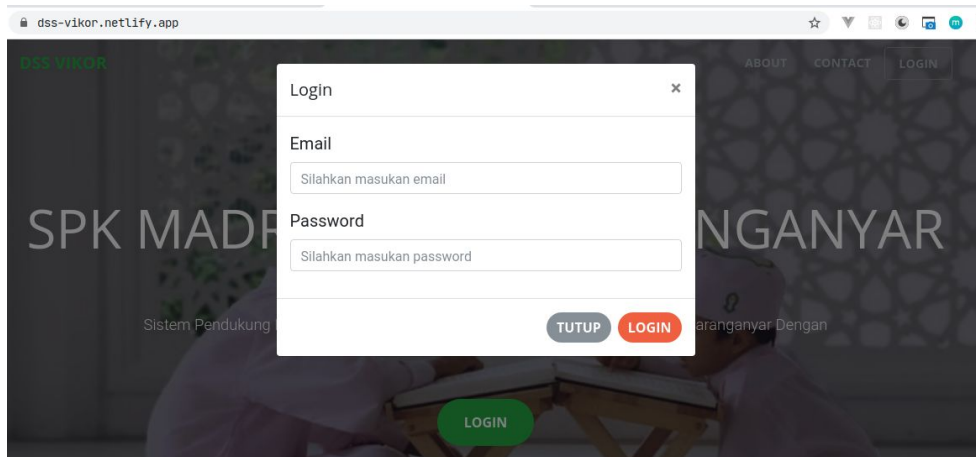 dss-vikor.netlify.app
DSS VIKOR
ABOUT CONTACT LOGIN
Login ×
Email
Silahkan masukan email
Password
Silahkan masukan password
SPK MADR NGANYAR
Sistem Pendukung aranganyar Dengan
TUTUP LOGIN
LOGIN